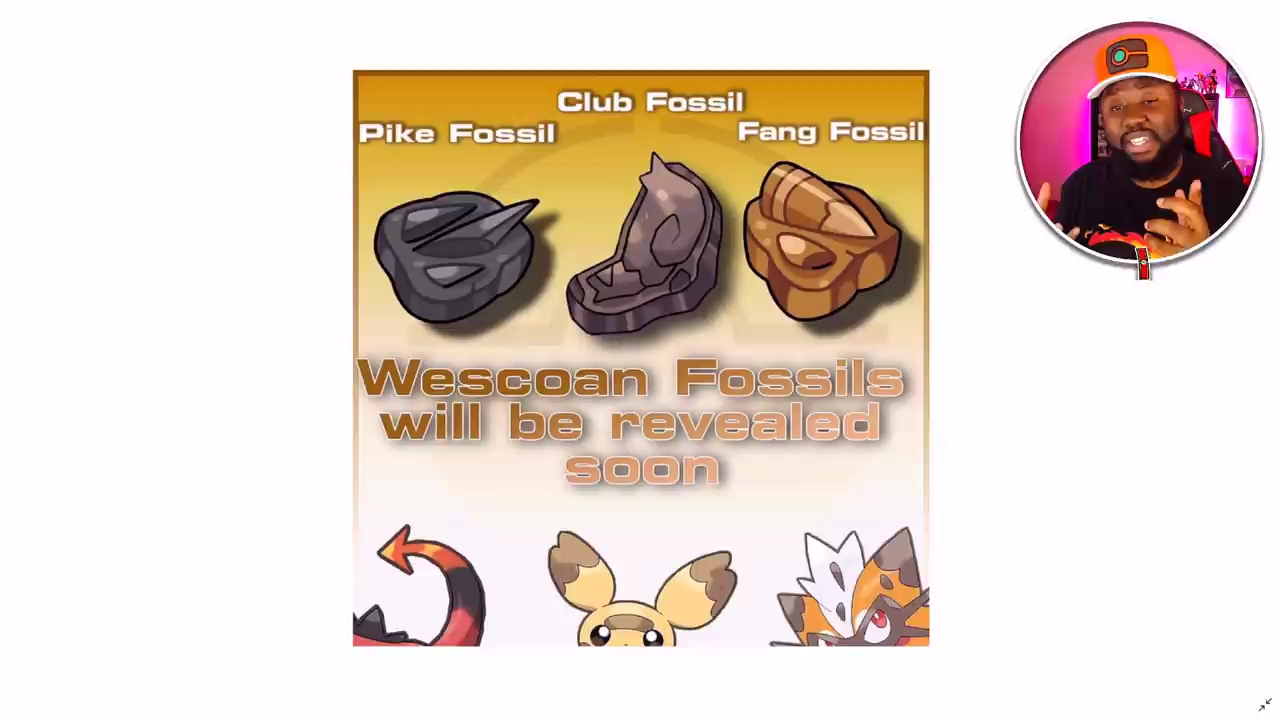 Club Fossil
Pike Fossil
Fang Fossil
Wescoan Fossils
will be revealed
soon